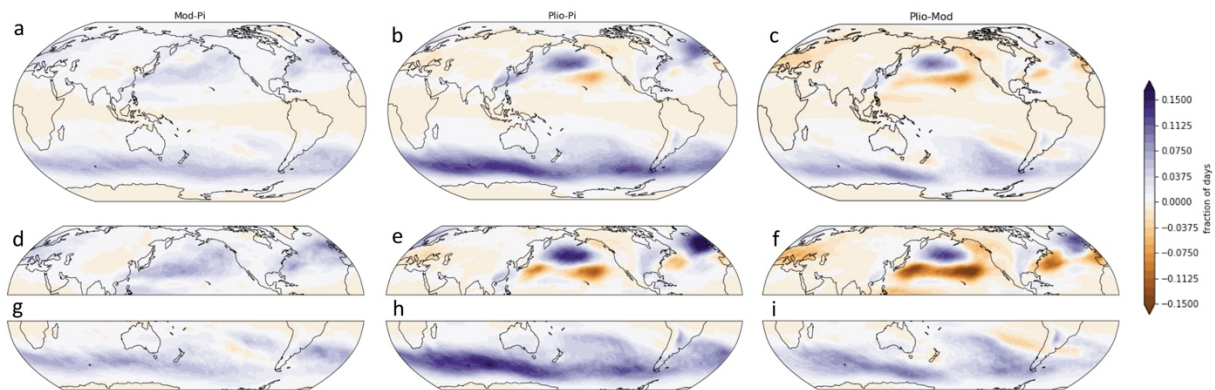 Mod-Pi
Plio-Pi
Plio-Mod
a
b
c
d
e
f
g
h
i
0.1500
0.1125
0.0750
0.0375
0.0000
−0.0375
−0.0750
−0.1125
−0.1500
fraction of days